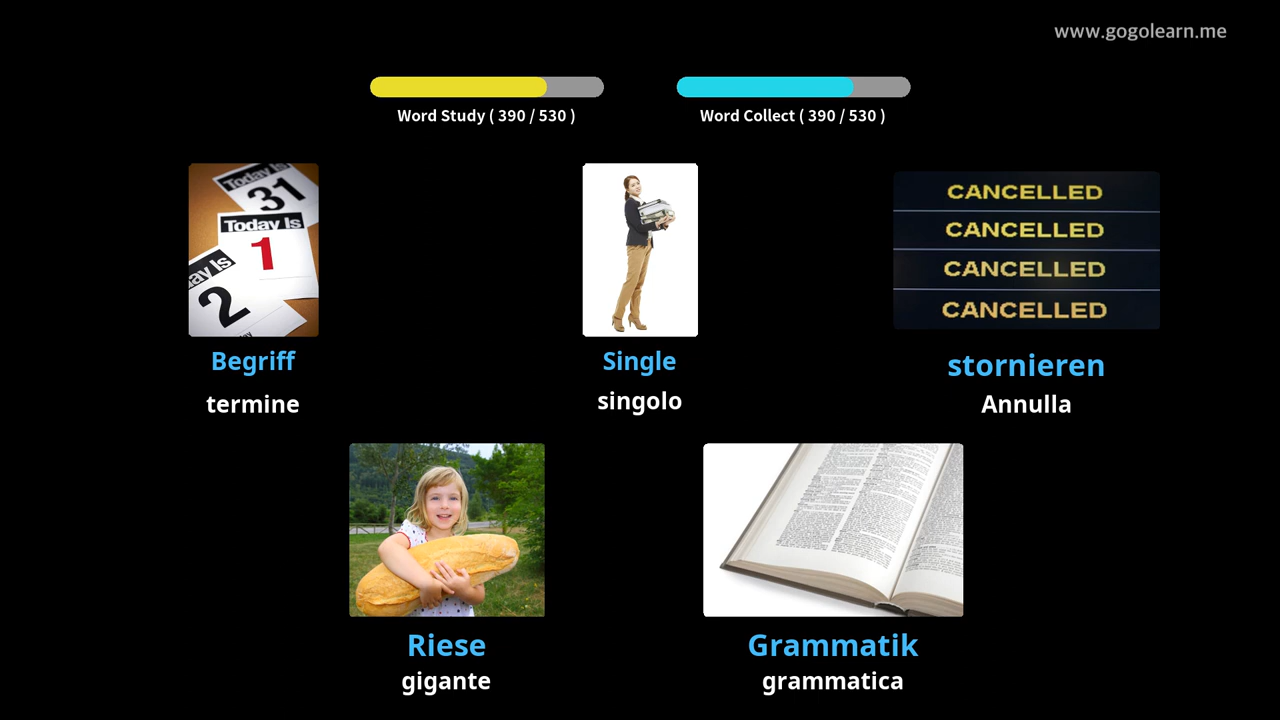 www.gogolearn.me
Word Study ( 390 / 530 )
Word Collect ( 390 / 530 )
Today Is
31
Today Is
1
ay Is
2
CANCELLED
CANCELLED
CANCELLED
CANCELLED
Begriff
termine
Single
singolo
stornieren
Annulla
Riese
gigante
Grammatik
grammatica